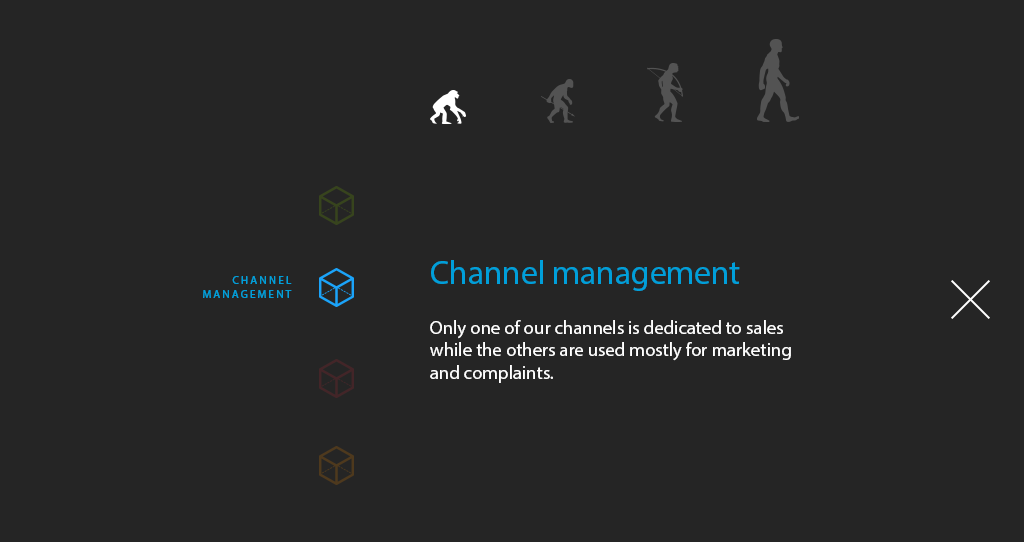 CHANNEL
MANAGEMENT
Channel management
Only one of our channels is dedicated to sales
while the others are used mostly for marketing
and complaints.